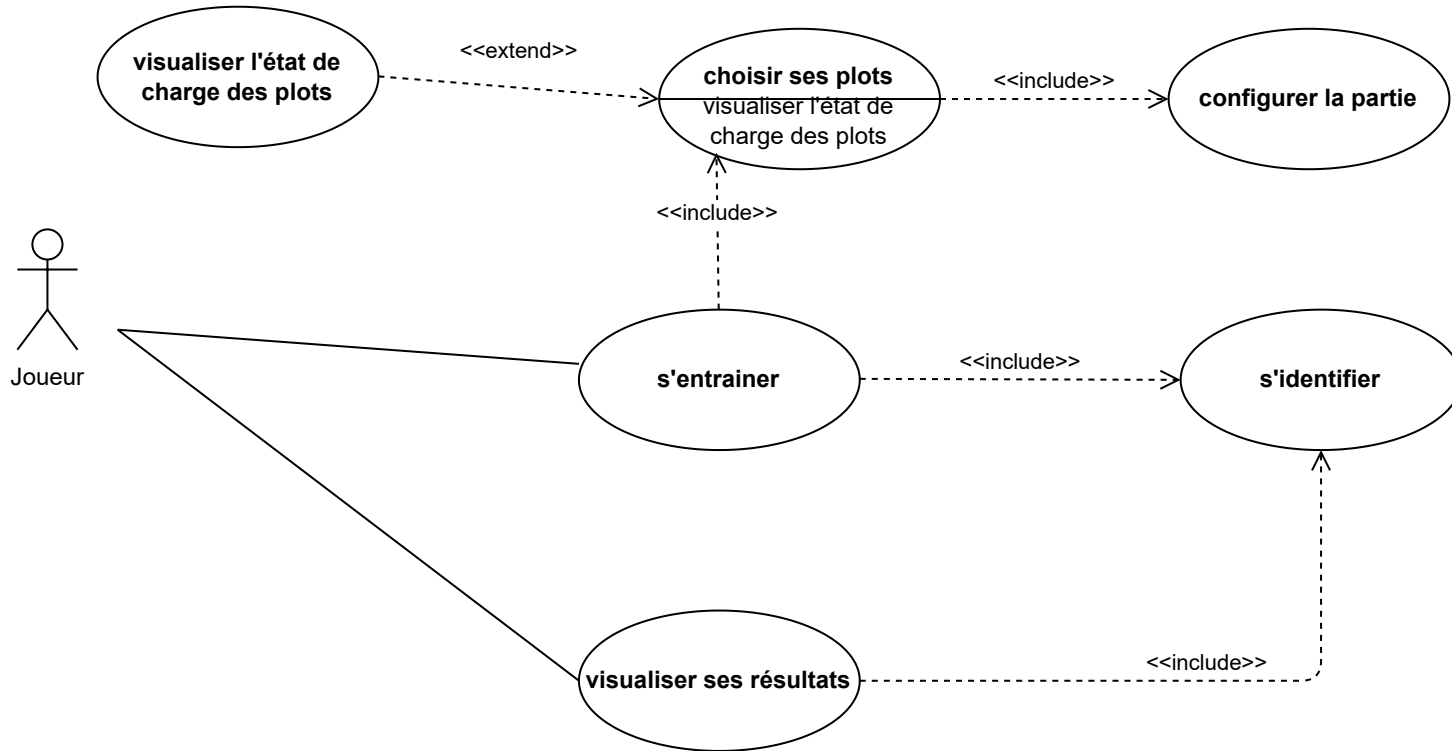 visualiser l'état de
charge des plots
<<extend>>
choisir ses plots
visualiser l'état de
charge des plots
<<include>>
configurer la partie
<<include>>
Joueur
s'entrainer
<<include>>
s'identifier
visualiser ses résultats
<<include>>